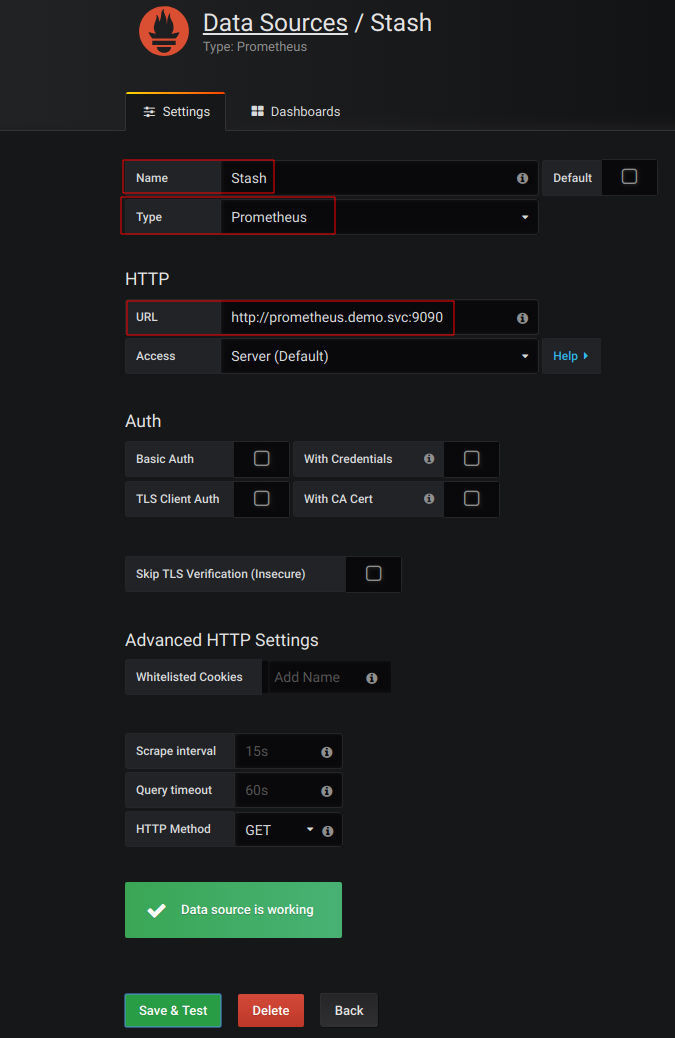 Data Sources / Stash
Type: Prometheus
Settings Dashboards
Name Stash Default
Type Prometheus
HTTP
URL http://prometheus.demo.svc:9090
Access Server (Default) Help
Auth
Basic Auth With Credentials
TLS Client Auth With CA Cert
Skip TLS Verification (Insecure)
Advanced HTTP Settings
Whitelisted Cookies Add Name
Scrape interval 15s
Query timeout 60s
HTTP Method GET
Data source is working
Save & Test Delete Back